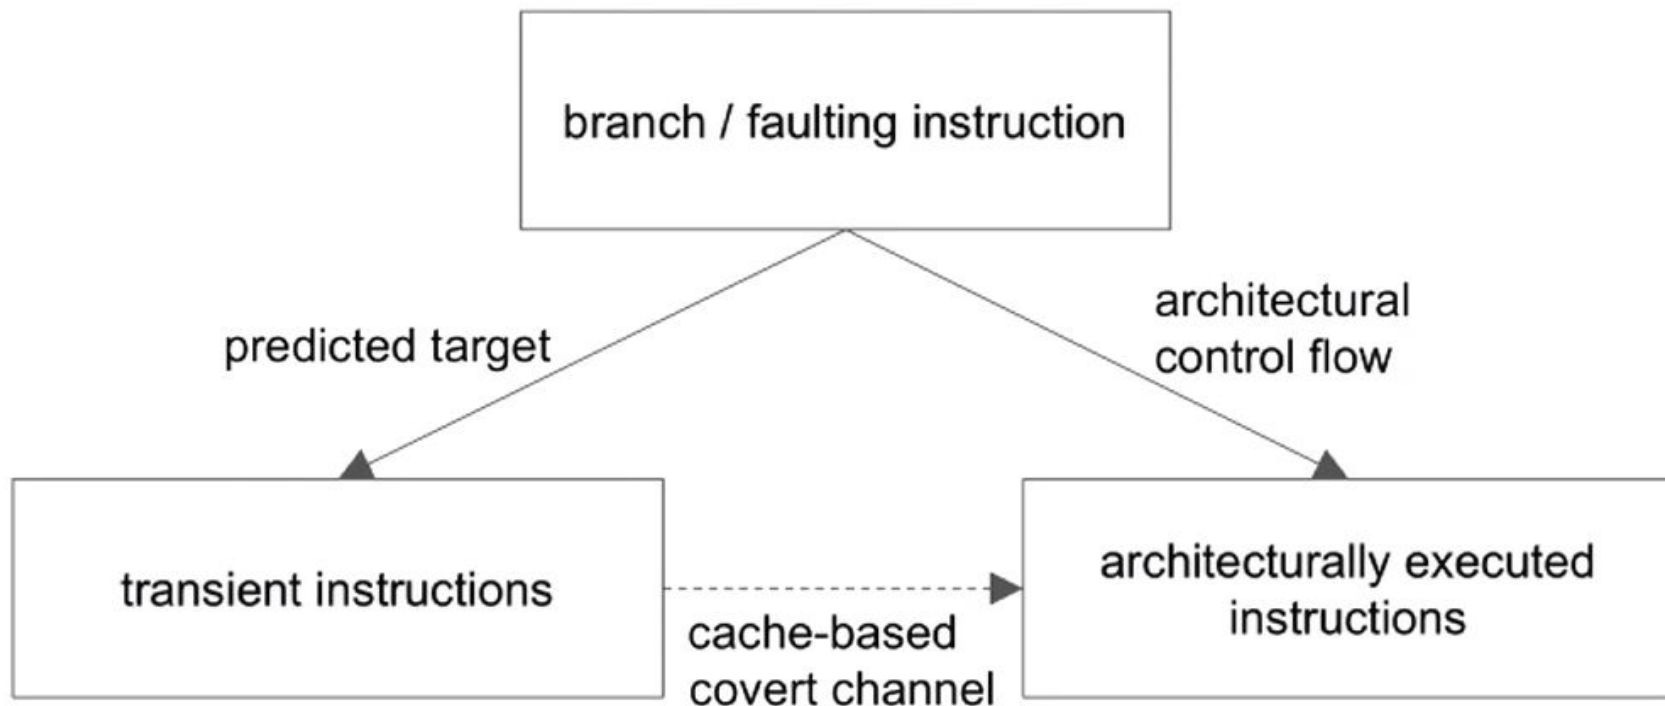 branch / faulting instruction
predicted target
architectural
control flow
transient instructions
cache-based
covert channel
architecturally executed
instructions